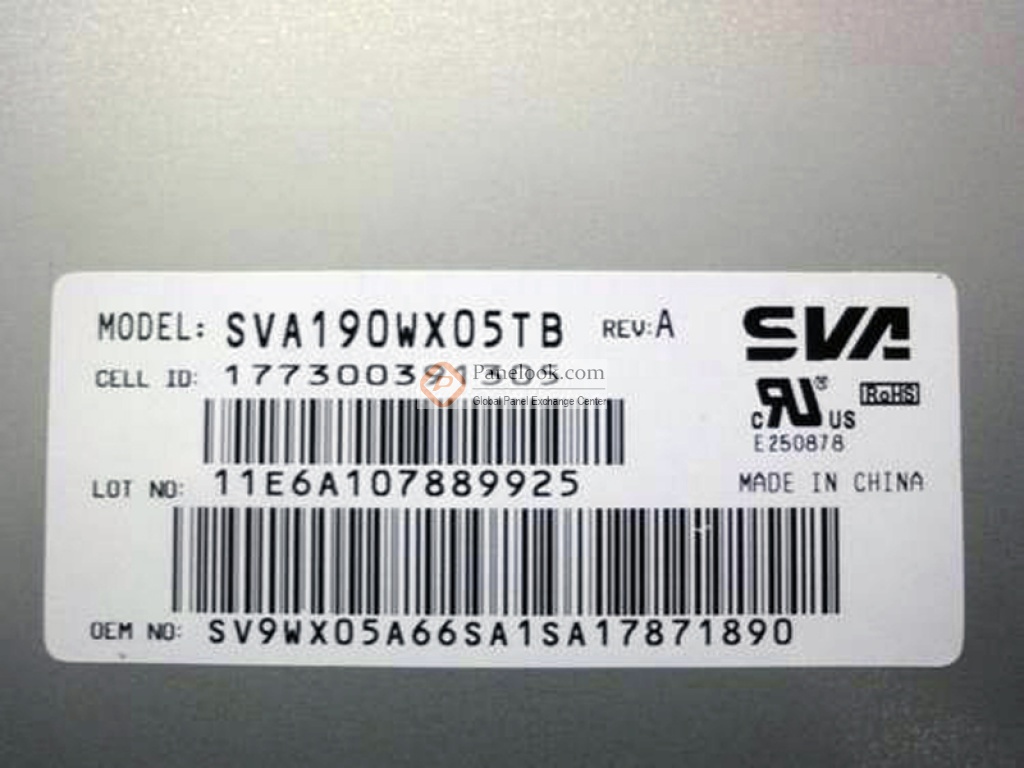 MODEL: SVA190WX05TB REV:A
SVA
CELL ID:
Panelook.com
Global Panel Exchange Center
c RU ® US
RoHS
E250878
LOT NO: 11E6A107889925
MADE IN CHINA
OEM NO: SV9WX05A66SA1SA17871890